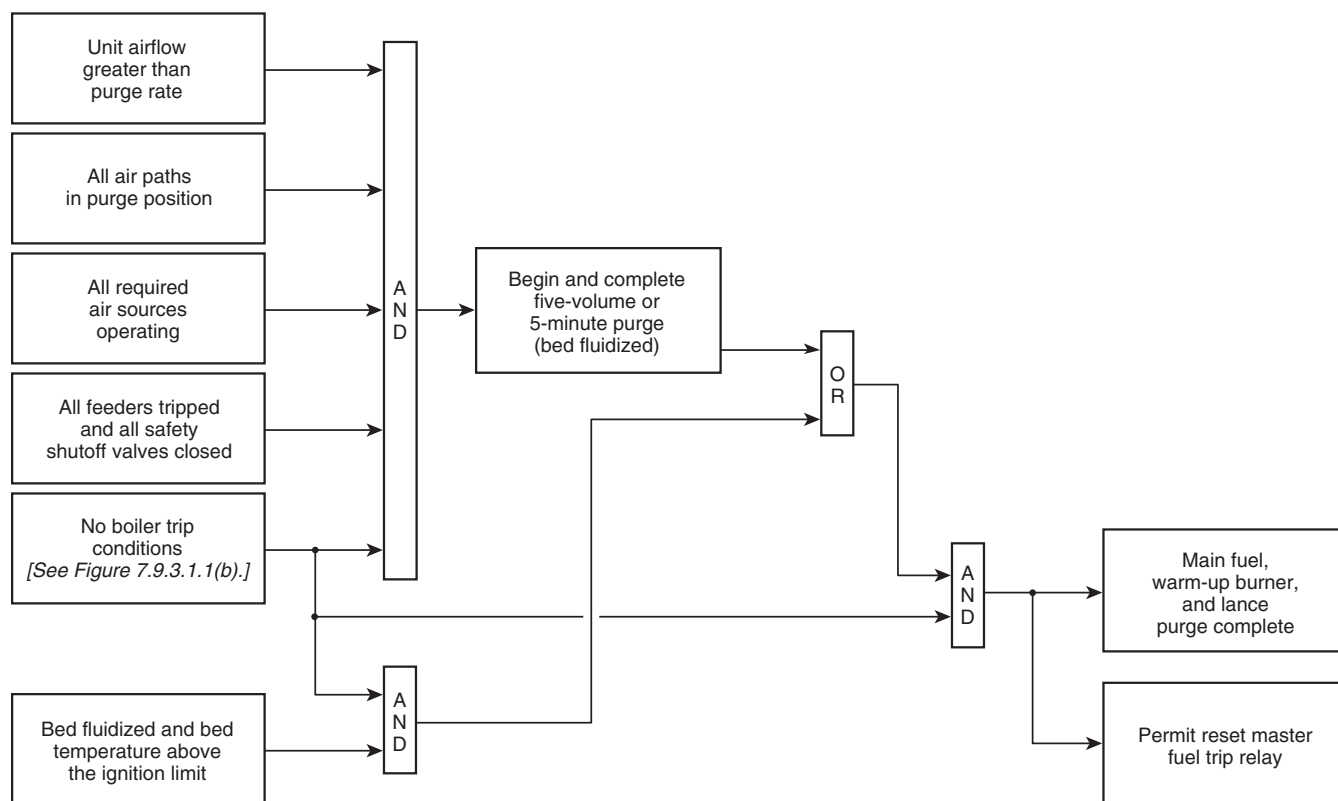 Unit airflow
greater than
purge rate
All air paths
in purge position
All required
air sources
operating
All feeders tripped
and all safety
shutoff valves closed
No boiler trip
conditions
[See Figure 7.9.3.1.1(b).]
Bed fluidized and bed
temperature above
the ignition limit
A
N
D
A
N
D
Begin and complete
five-volume or
5-minute purge
(bed fluidized)
O
R
A
N
D
Main fuel,
warm-up burner,
and lance
purge complete
Permit reset master
fuel trip relay